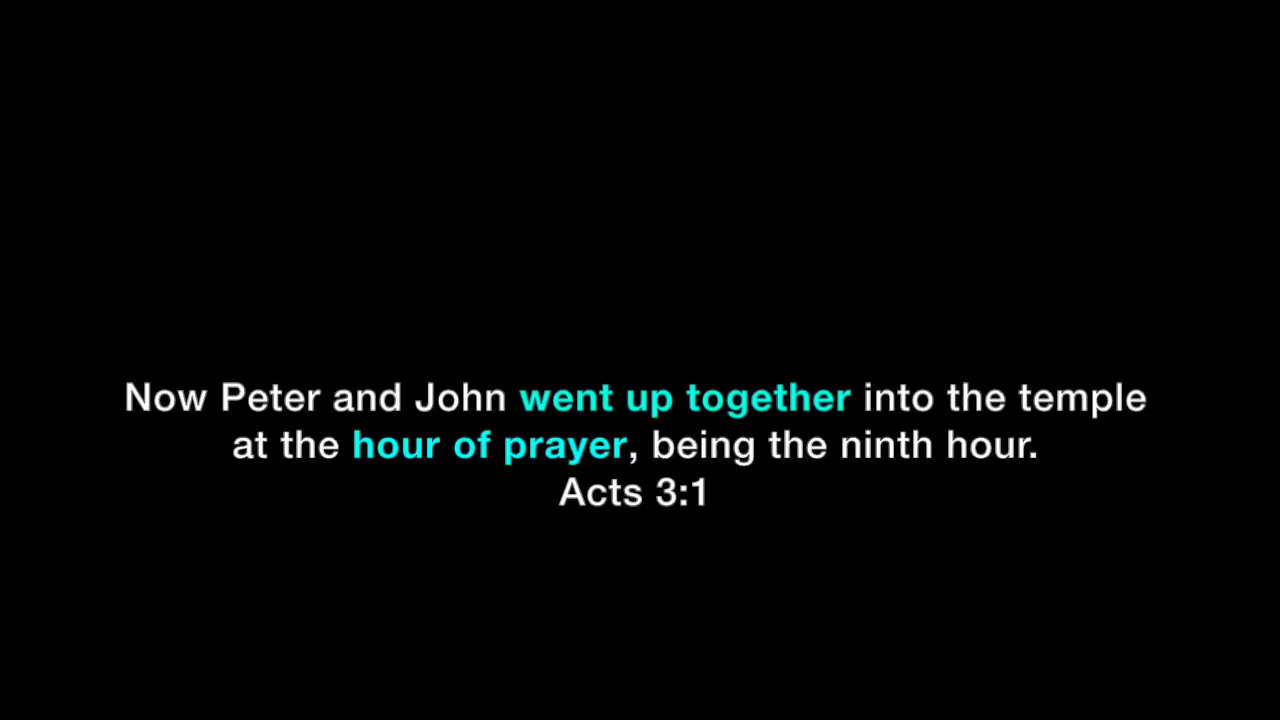 Now Peter and John went up together into the temple
at the hour of prayer, being the ninth hour.
Acts 3:1